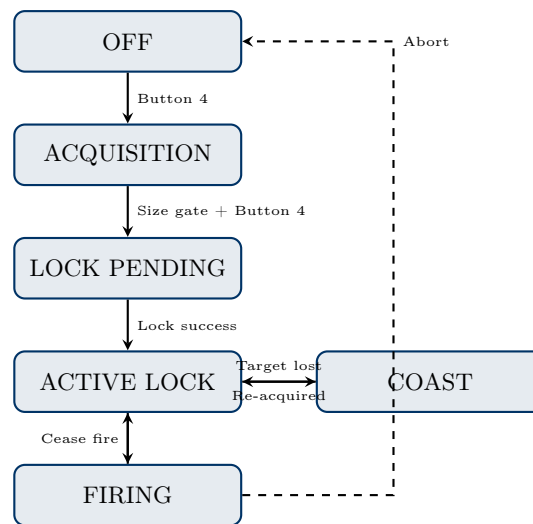 OFF
Abort
Button 4
ACQUISITION
Size gate + Button 4
LOCK PENDING
Lock success
Target lost
ACTIVE LOCK
COAST
Re-acquired
Cease fire
FIRING